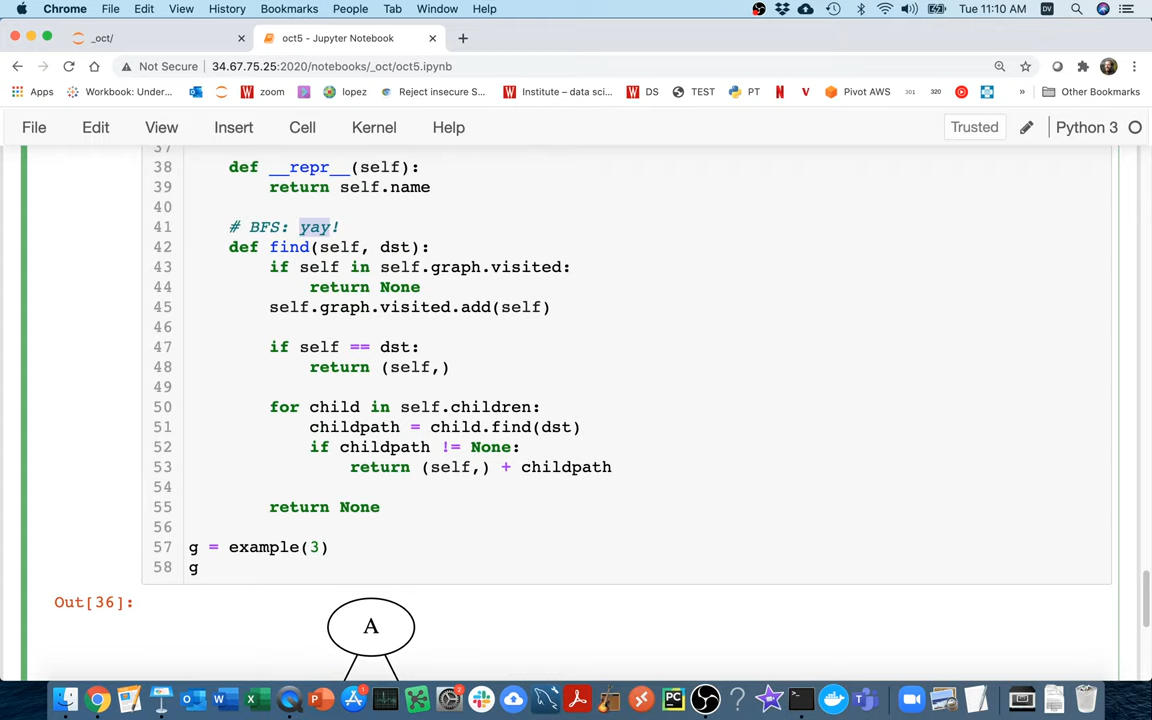 Chrome File Edit View History Bookmarks People Tab Window Help Tue 11:10 AM
_oct/ oct5 - Jupyter Notebook
Not Secure 34.67.75.25:2020/notebooks/_oct/oct5.ipynb
Apps Workbook: Under... zoom lopez Reject insecure S... Institute – data sci... DS TEST PT Pivot AWS 301 320 » Other Bookmarks
File Edit View Insert Cell Kernel Help Trusted Python 3
37
38 def __repr__(self):
39 return self.name
40
41 # BFS: yay!
42 def find(self, dst):
43 if self in self.graph.visited:
44 return None
45 self.graph.visited.add(self)
46
47 if self == dst:
48 return (self,)
49
50 for child in self.children:
51 childpath = child.find(dst)
52 if childpath != None:
53 return (self,) + childpath
54
55 return None
56
57 g = example(3)
58 g
Out[36]:
A